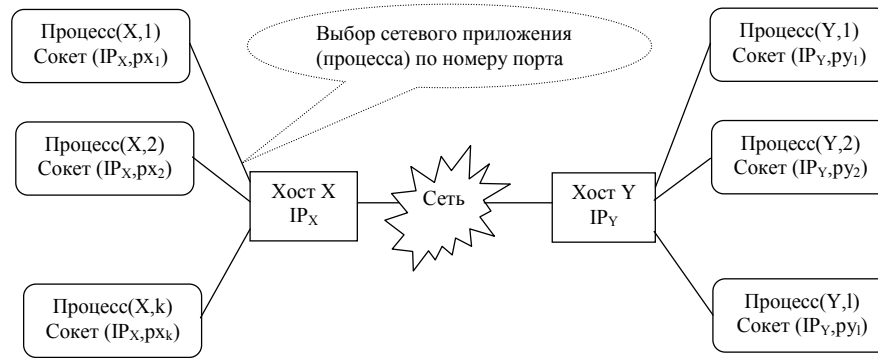 Процесс(X,1)
Сокет (IPX,px1)
Выбор сетевого приложения
(процесса) по номеру порта
Процесс(Y,1)
Сокет (IPY,py1)
Процесс(X,2)
Сокет (IPX,px2)
Процесс(Y,2)
Сокет (IPY,py2)
Хост X
IPX
Сеть
Хост Y
IPY
Процесс(X,k)
Сокет (IPX,pxk)
Процесс(Y,l)
Сокет (IPY,pyl)